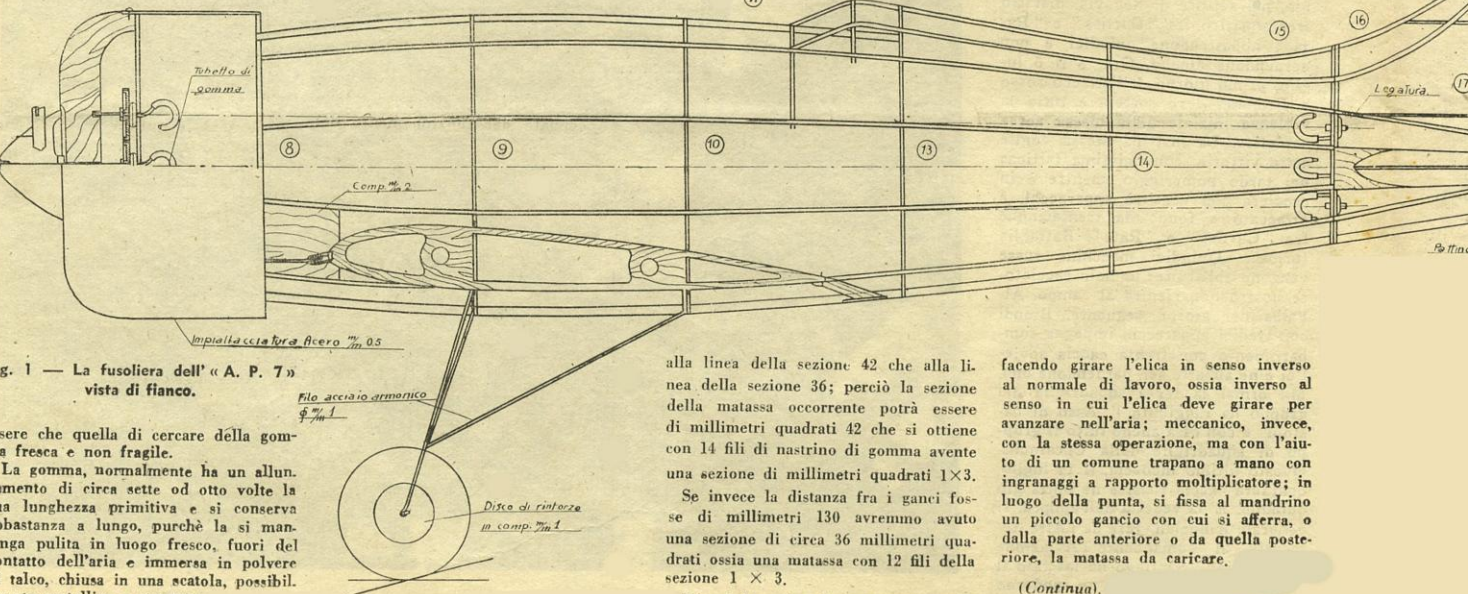 Tubetto di
gomma
11
15
16
17
Legatura.
8
9
10
13
14
Comp. m/m 2
Pattino
Impiallacciatura Acero m/m 0.5
g. 1 — La fusoliera dell' « A. P. 7 »
vista di fianco.
Filo acciaio armonico
ϕ m/m 1
Disco di rinforzo
in comp. m/m 1
sere che quella di cercare della gom-
a fresca e non fragile.
La gomma, normalmente ha un allun.
mento di circa sette od otto volte la
a lunghezza primitiva e si conserva
bbastanza a lungo, purchè la si man-
nga pulita in luogo fresco, fuori del
ntatto dell'aria e immersa in polvere
talco, chiusa in una scatola, possibil.
alla linea della sezione 42 che alla li-
nea della sezione 36; perciò la sezione
della matassa occorrente potrà essere
di millimetri quadrati 42 che si ottiene
con 14 fili di nastrino di gomma avente
una sezione di millimetri quadrati 1×3.
Se invece la distanza fra i ganci fos-
se di millimetri 130 avremmo avuto
una sezione di circa 36 millimetri qua-
drati ossia una matassa con 12 fili della
sezione 1 × 3.
facendo girare l'elica in senso inverso
al normale di lavoro, ossia inverso al
senso in cui l'elica deve girare per
avanzare nell'aria; meccanico, invece,
con la stessa operazione, ma con l'aiu-
to di un comune trapano a mano con
ingranaggi a rapporto moltiplicatore; in
luogo della punta, si fissa al mandrino
un piccolo gancio con cui si afferra, o
dalla parte anteriore o da quella poste-
riore, la matassa da caricare.
(Continua).